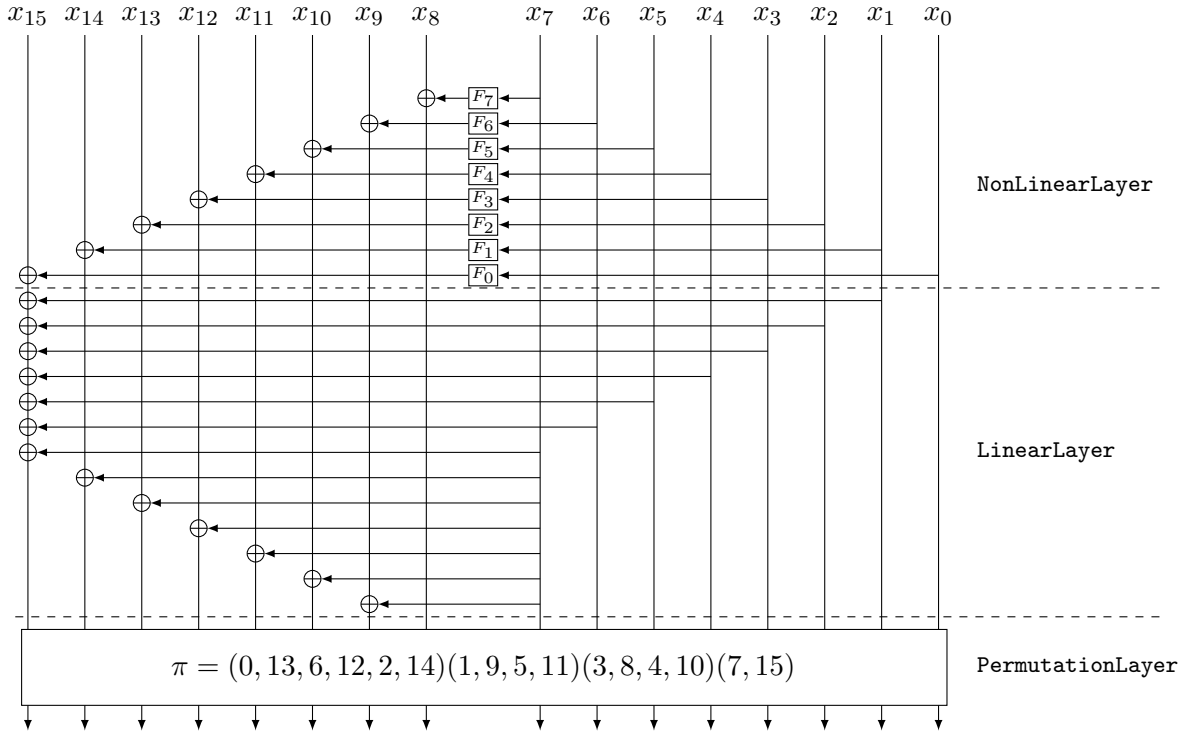 x₁₅ x₁₄ x₁₃ x₁₂ x₁₁ x₁₀ x₉ x₈ x₇ x₆ x₅ x₄ x₃ x₂ x₁ x₀
F₇
F₆
F₅
F₄
F₃
F₂
F₁
F₀
NonLinearLayer
LinearLayer
π = (0, 13, 6, 12, 2, 14)(1, 9, 5, 11)(3, 8, 4, 10)(7, 15)
PermutationLayer